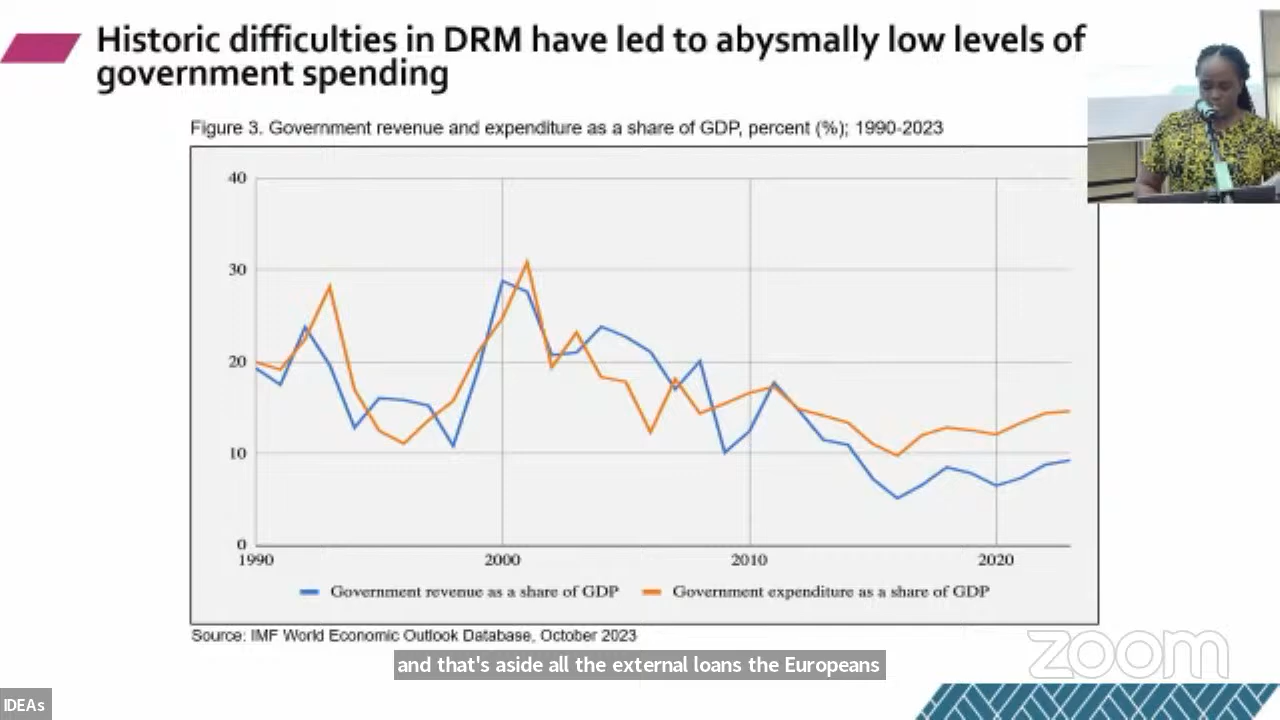 Historic difficulties in DRM have led to abysmally low levels of
government spending
Figure 3. Government revenue and expenditure as a share of GDP, percent (%); 1990-2023
40
30
20
10
0
1990 2000 2010 2020
Government revenue as a share of GDP Government expenditure as a share of GDP
Source: IMF World Economic Outlook Database, October 2023
zoom
and that's aside all the external loans the Europeans
IDEAs